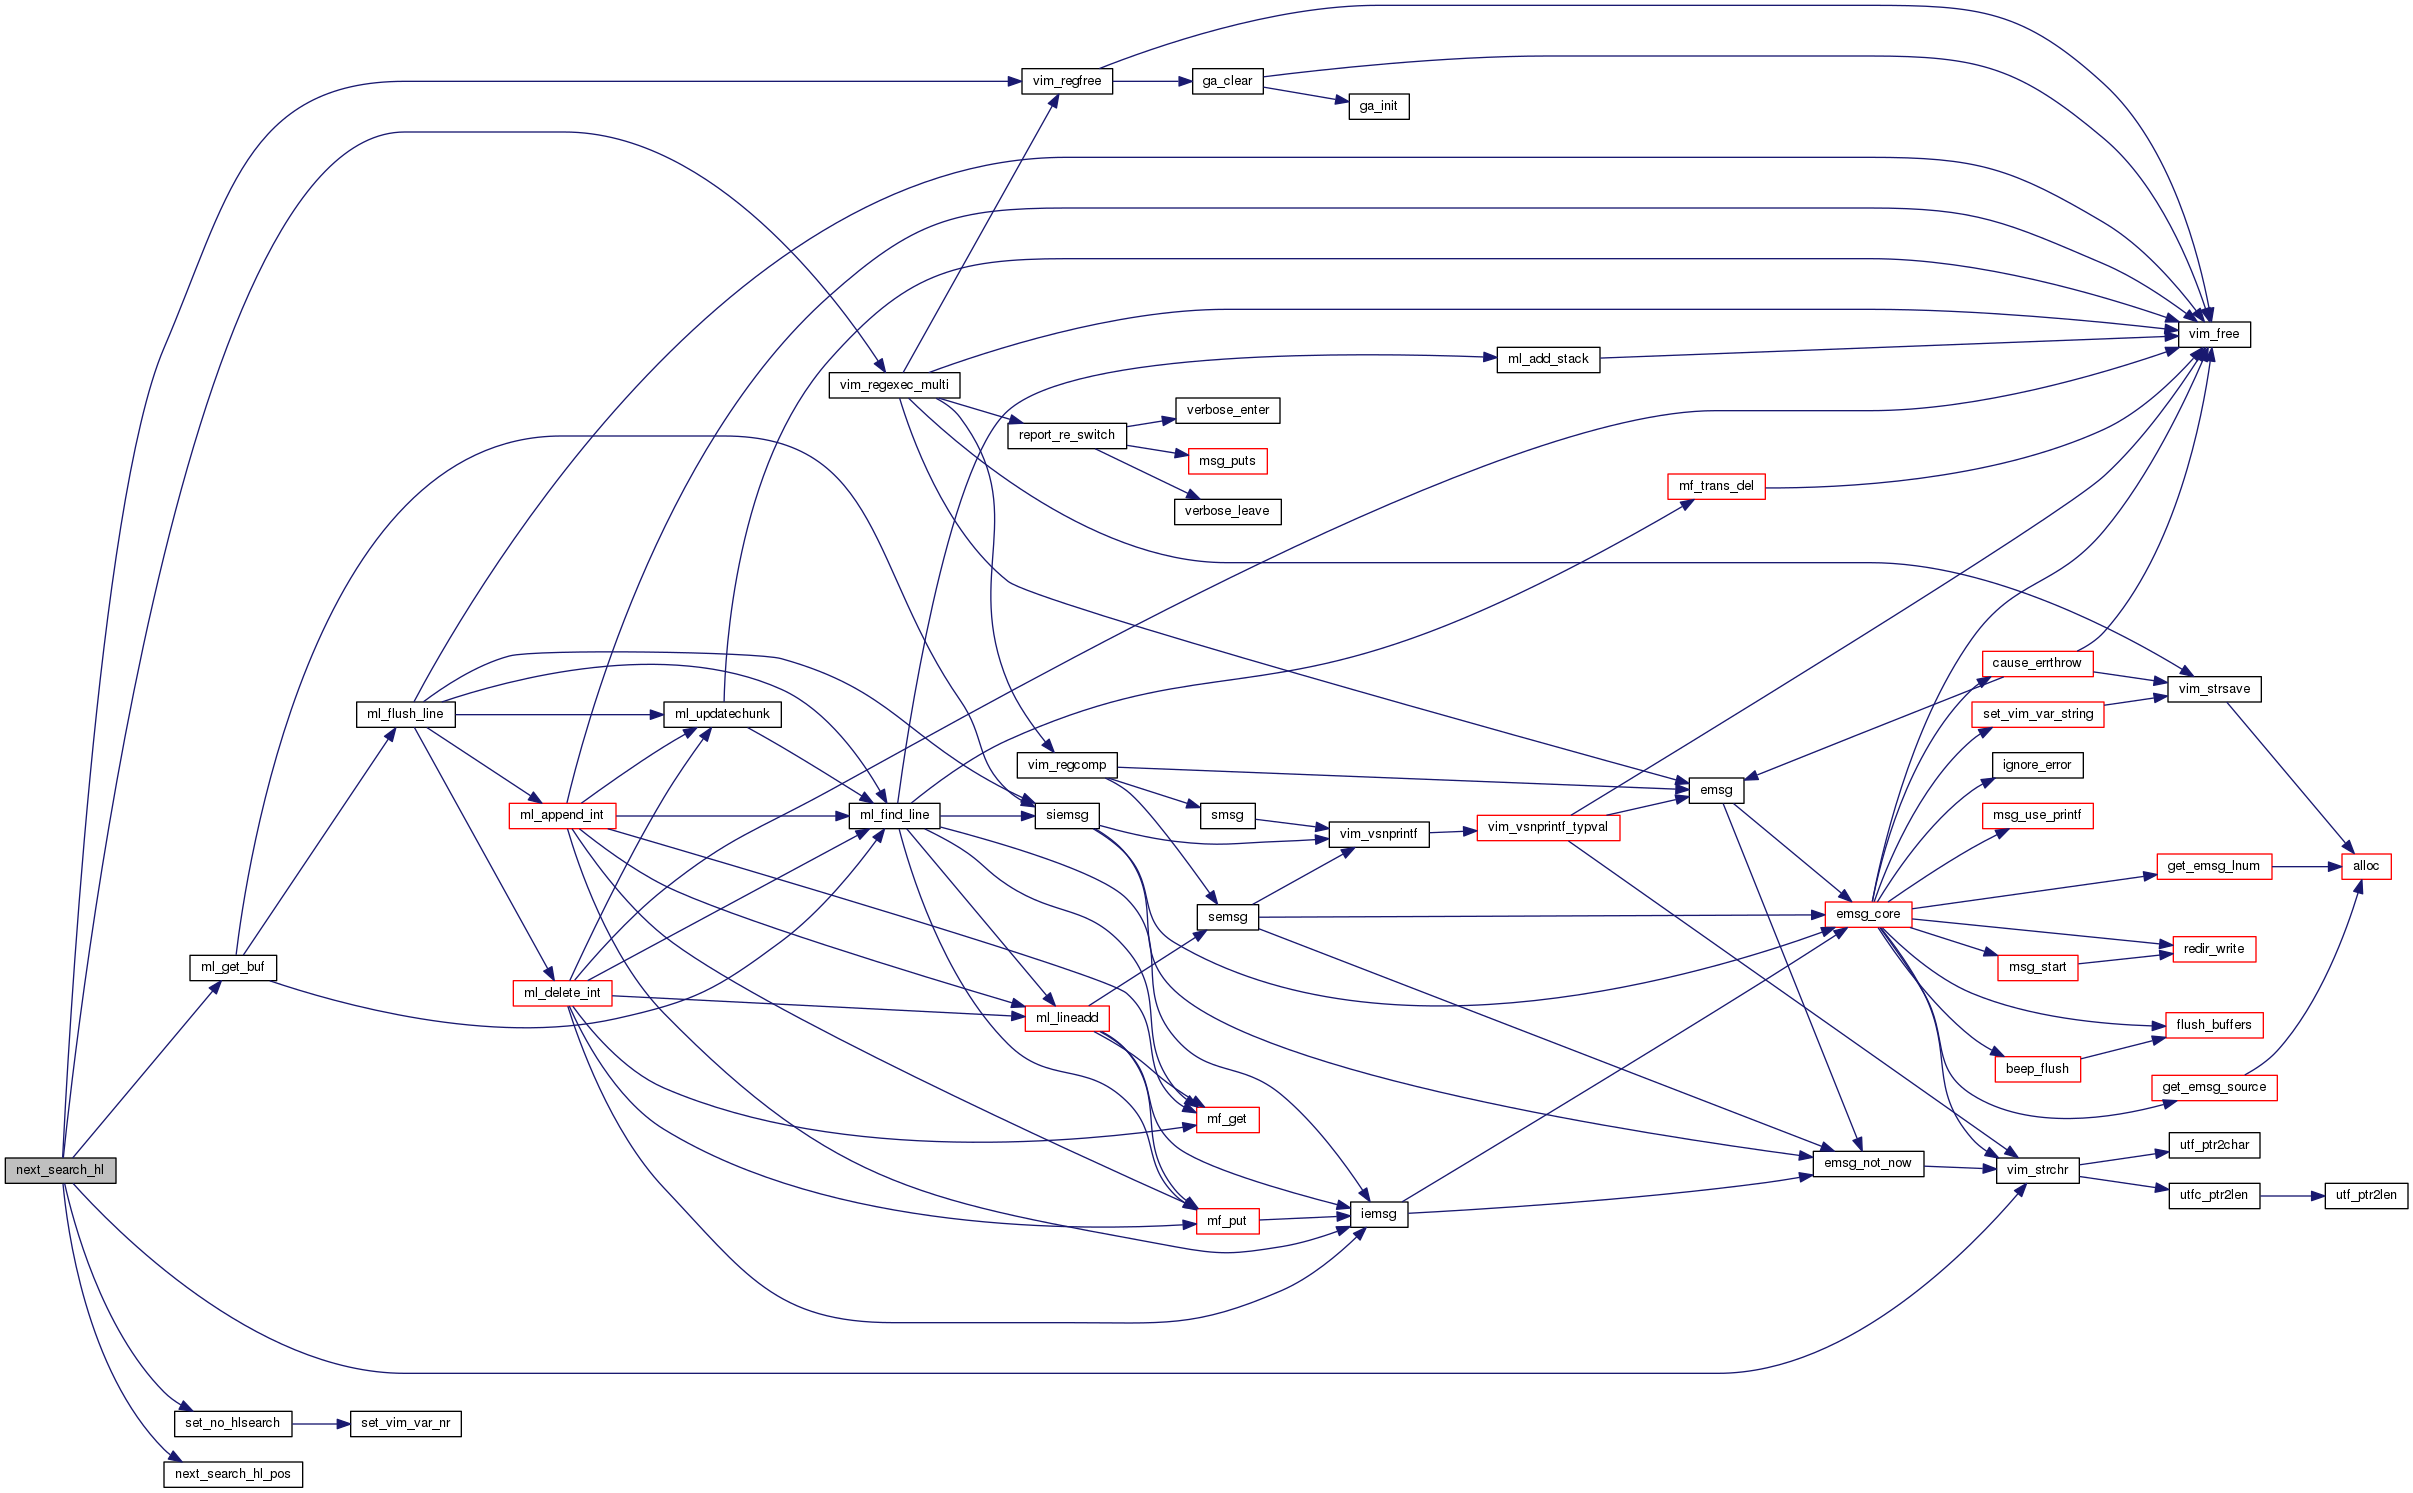 vim_regfree
ga_clear
ga_init
vim_free
ml_add_stack
vim_regexec_multi
verbose_enter
report_re_switch
msg_puts
mf_trans_del
verbose_leave
cause_errthrow
vim_strsave
ml_flush_line
ml_updatechunk
set_vim_var_string
vim_regcomp
ignore_error
emsg
ml_append_int
ml_find_line
siemsg
smsg
msg_use_printf
vim_vsnprintf
vim_vsnprintf_typval
get_emsg_lnum
alloc
semsg
emsg_core
redir_write
ml_get_buf
msg_start
ml_delete_int
ml_lineadd
flush_buffers
beep_flush
get_emsg_source
mf_get
utf_ptr2char
emsg_not_now
next_search_hl
vim_strchr
utfc_ptr2len
utf_ptr2len
iemsg
mf_put
set_no_hlsearch
set_vim_var_nr
next_search_hl_pos